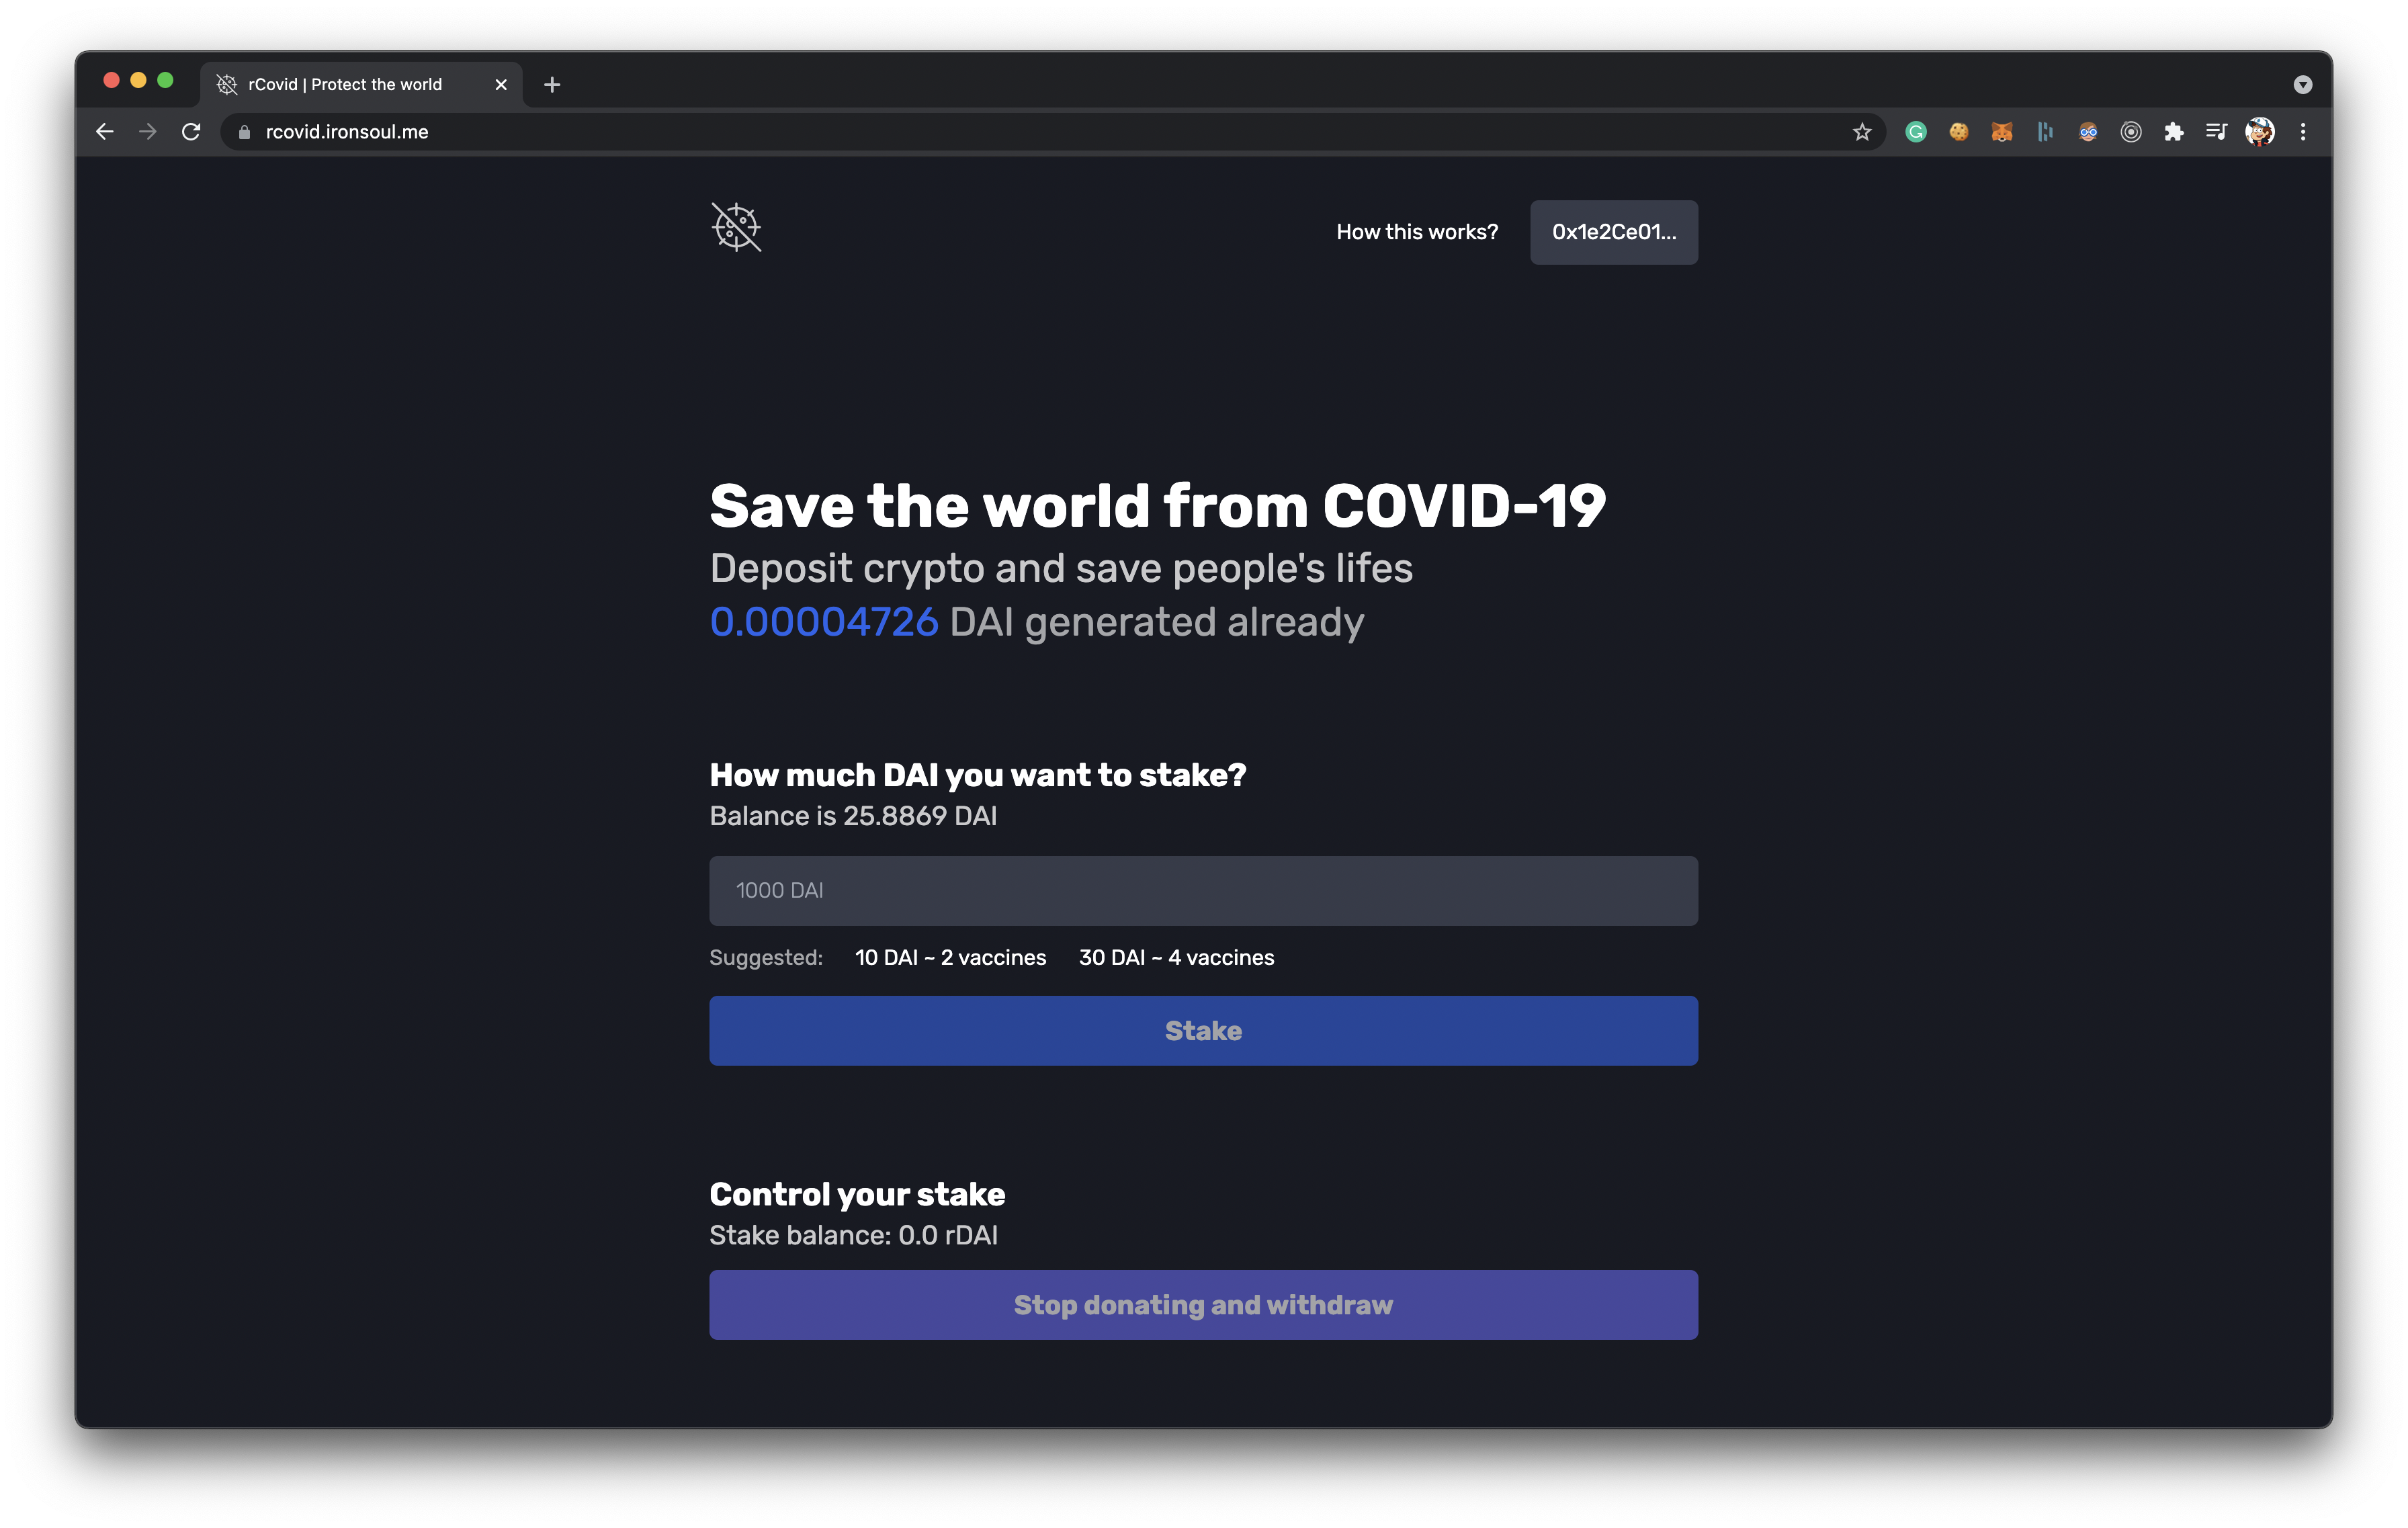 rCovid | Protect the world
rcovid.ironsoul.me
How this works?
0x1e2Ce01...
Save the world from COVID-19
Deposit crypto and save people's lifes
0.00004726 DAI generated already
How much DAI you want to stake?
Balance is 25.8869 DAI
1000 DAI
Suggested: 10 DAI ~ 2 vaccines 30 DAI ~ 4 vaccines
Stake
Control your stake
Stake balance: 0.0 rDAI
Stop donating and withdraw